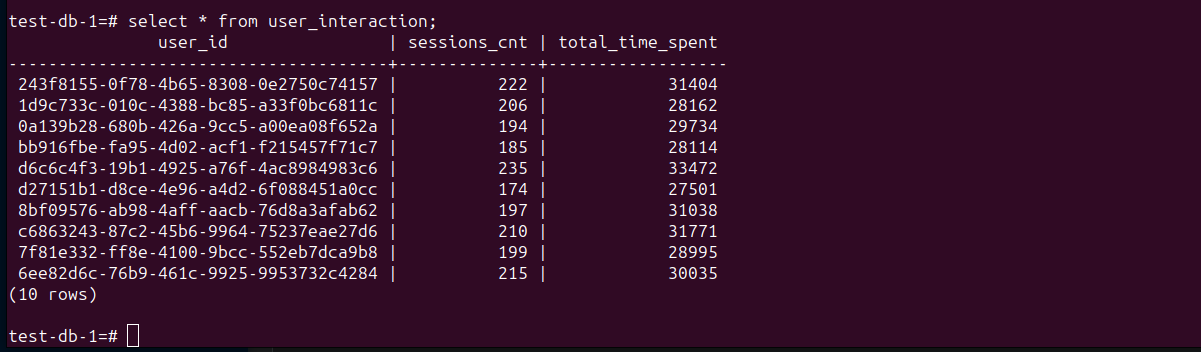 test-db-1=# select * from user_interaction;
               user_id                | sessions_cnt | total_time_spent
--------------------------------------+--------------+------------------
 243f8155-0f78-4b65-8308-0e2750c74157 |          222 |            31404
 1d9c733c-010c-4388-bc85-a33f0bc6811c |          206 |            28162
 0a139b28-680b-426a-9cc5-a00ea08f652a |          194 |            29734
 bb916fbe-fa95-4d02-acf1-f215457f71c7 |          185 |            28114
 d6c6c4f3-19b1-4925-a76f-4ac8984983c6 |          235 |            33472
 d27151b1-d8ce-4e96-a4d2-6f088451a0cc |          174 |            27501
 8bf09576-ab98-4aff-aacb-76d8a3afab62 |          197 |            31038
 c6863243-87c2-45b6-9964-75237eae27d6 |          210 |            31771
 7f81e332-ff8e-4100-9bcc-552eb7dca9b8 |          199 |            28995
 6ee82d6c-76b9-461c-9925-9953732c4284 |          215 |            30035
(10 rows)
test-db-1=#